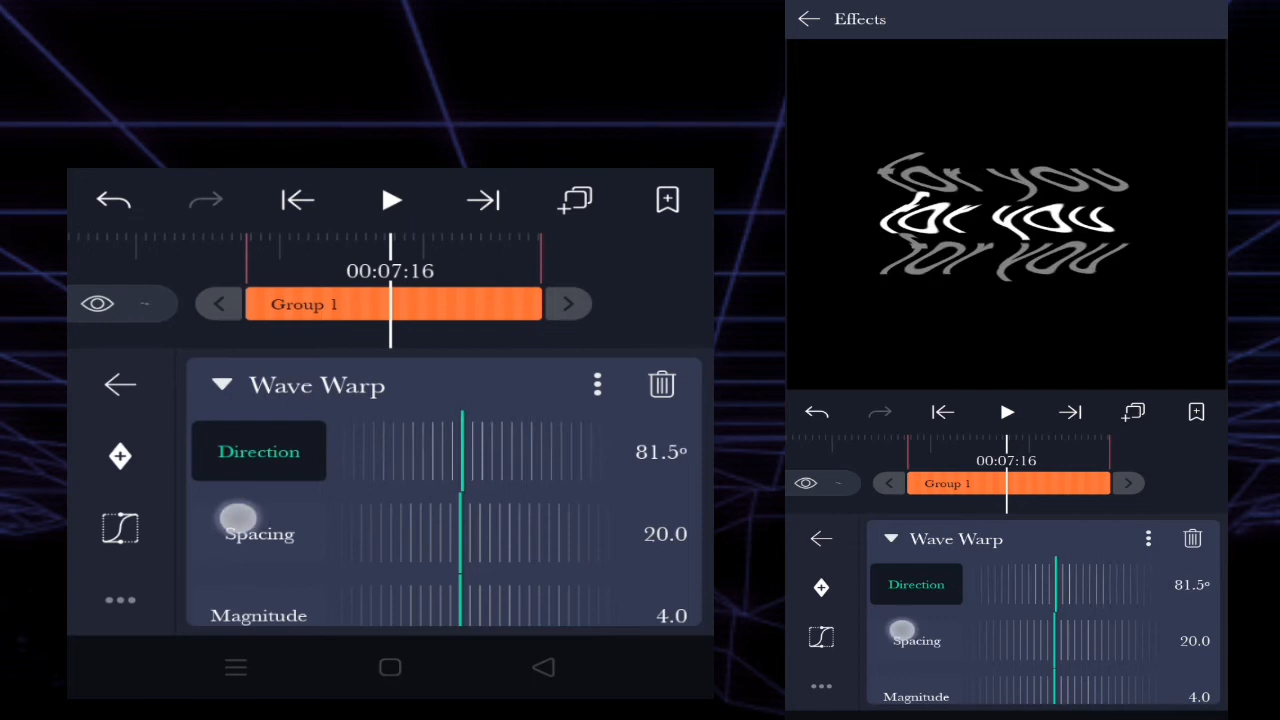 00:07:16
Group 1
Wave Warp
Direction
81.5º
Spacing
20.0
Magnitude
4.0
Effects
for you
for you
for you
00:07:16
Group 1
Wave Warp
Direction
81.5º
Spacing
20.0
Magnitude
4.0